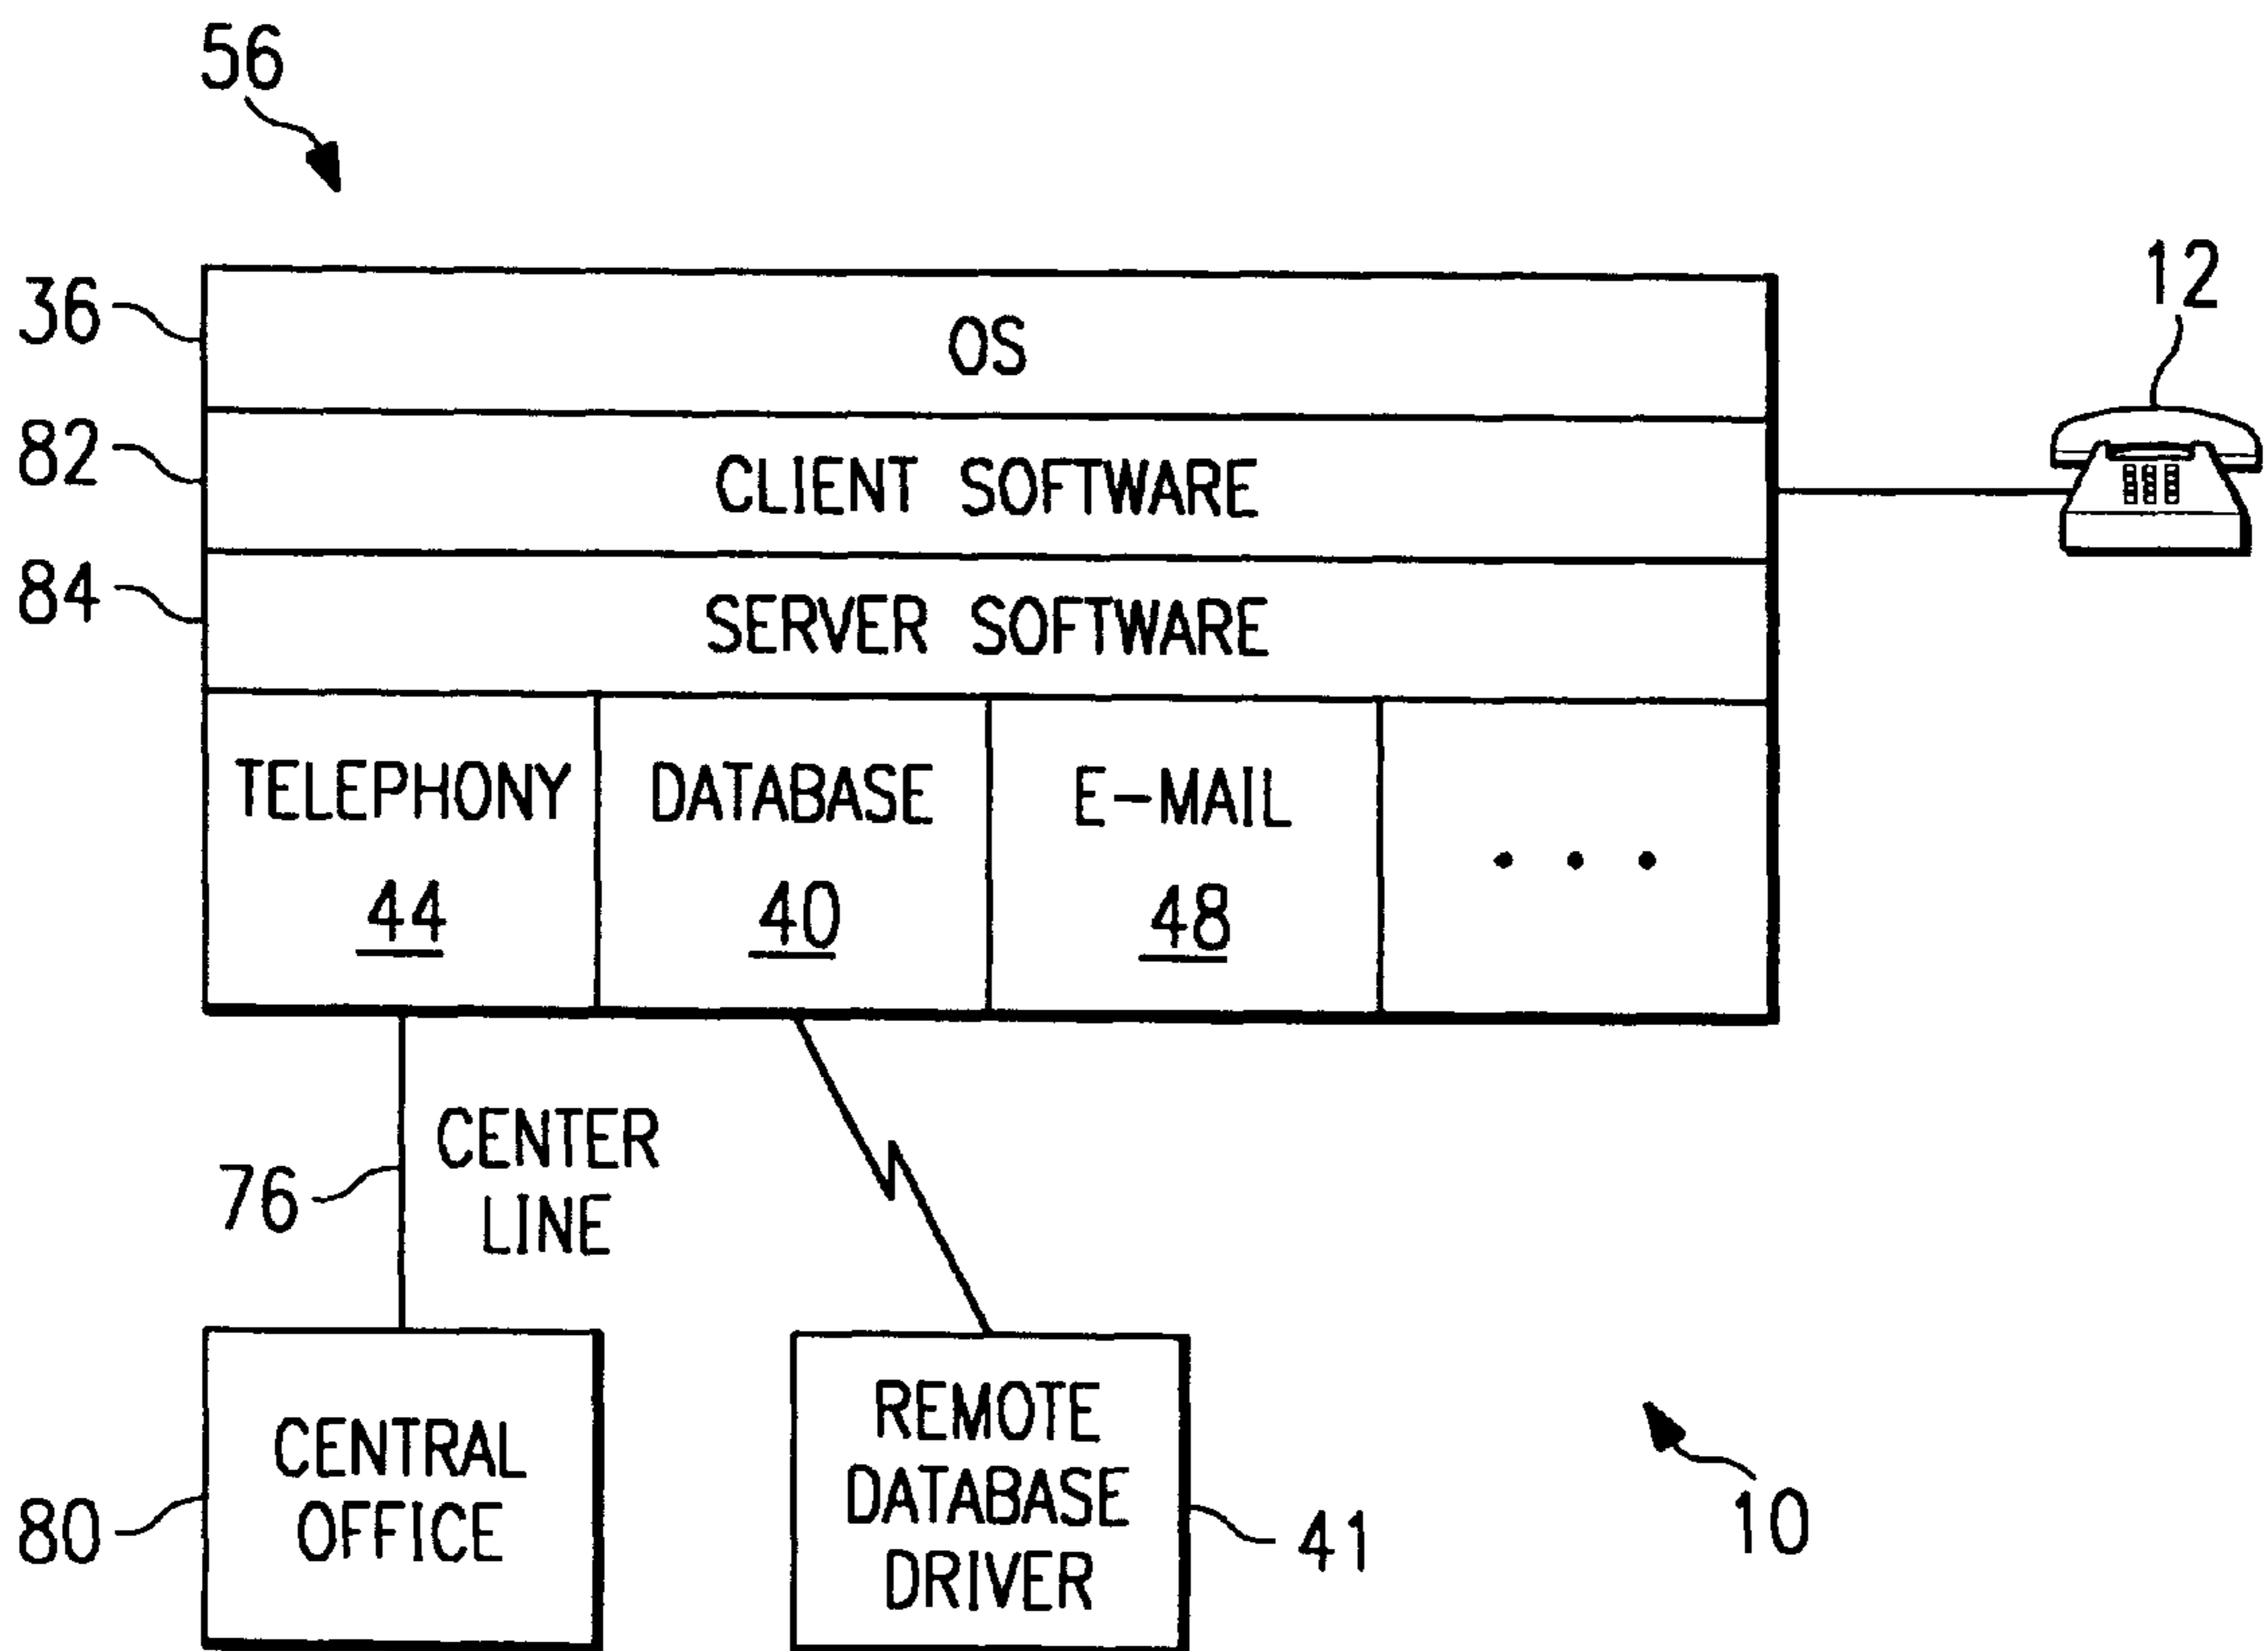 56
36
OS
12
82
CLIENT SOFTWARE
84
SERVER SOFTWARE
TELEPHONY
44
DATABASE
40
E-MAIL
48
• • •
76
CENTER
LINE
80
CENTRAL
OFFICE
REMOTE
DATABASE
DRIVER
41
10